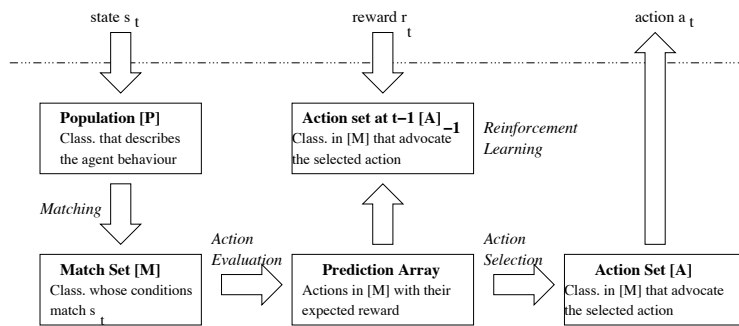 state s t
reward r t
action a t
Population [P]
Class. that describes
the agent behaviour
Action set at t−1 [A] −1
Class. in [M] that advocate
the selected action
Reinforcement
Learning
Matching
Action
Evaluation
Action
Selection
Match Set [M]
Class. whose conditions
match s t
Prediction Array
Actions in [M] with their
expected reward
Action Set [A]
Class. in [M] that advocate
the selected action